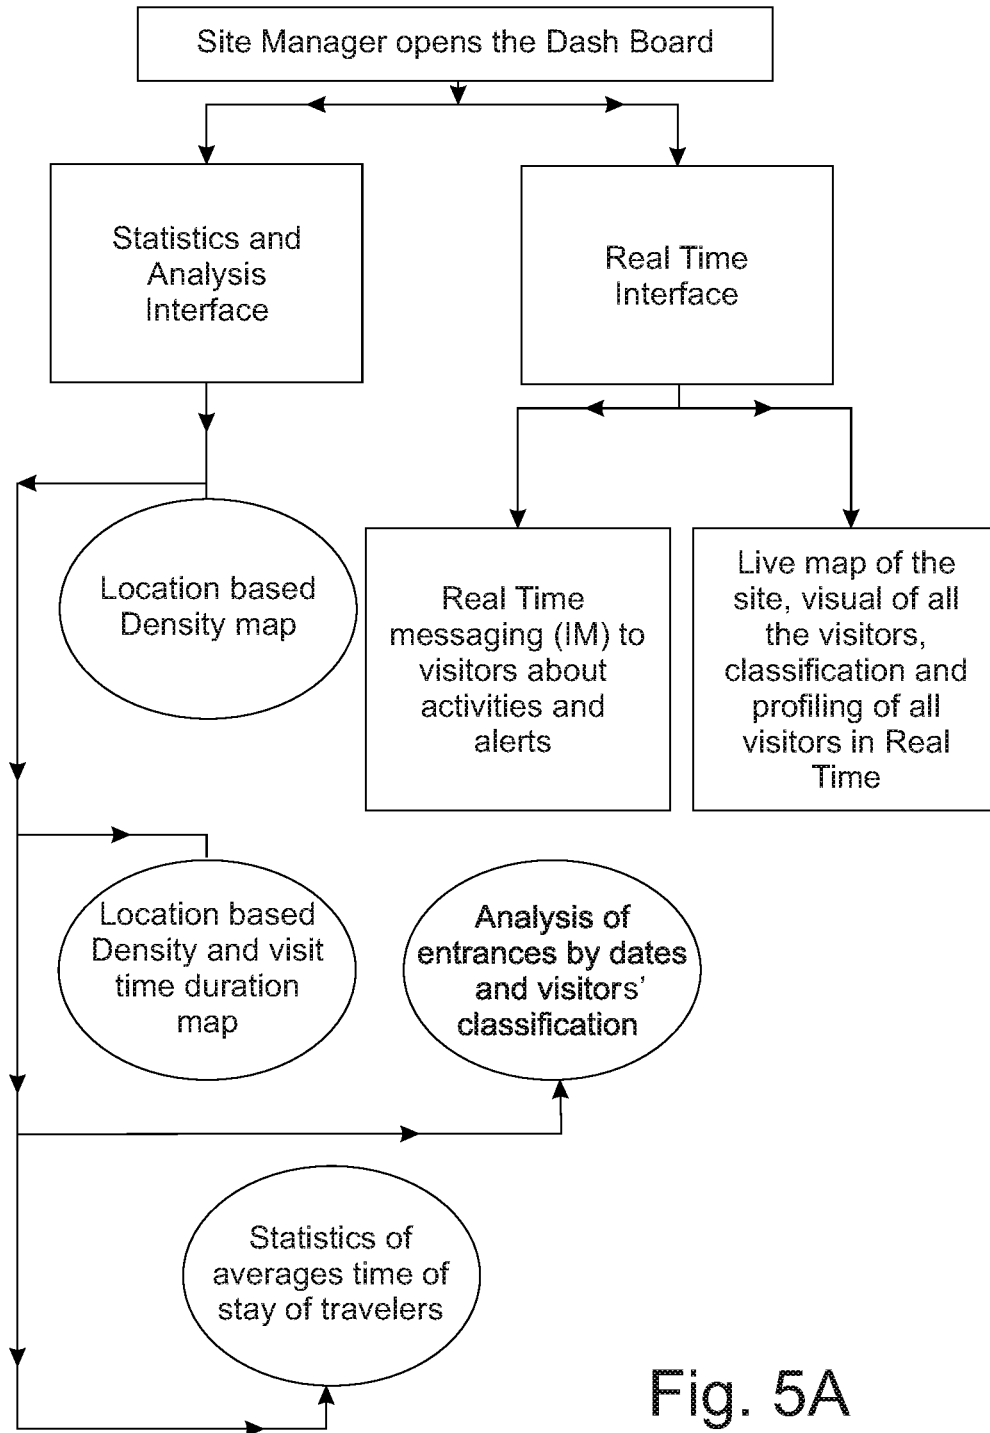 Site Manager opens the Dash Board
Statistics and
Analysis
Interface
Real Time
Interface
Location based
Density map
Real Time
messaging (IM) to
visitors about
activities and
alerts
Live map of the
site, visual of all
the visitors,
classification and
profiling of all
visitors in Real
Time
Location based
Density and visit
time duration
map
Analysis of
entrances by dates
and visitors'
classification
Statistics of
averages time of
stay of travelers
Fig. 5A